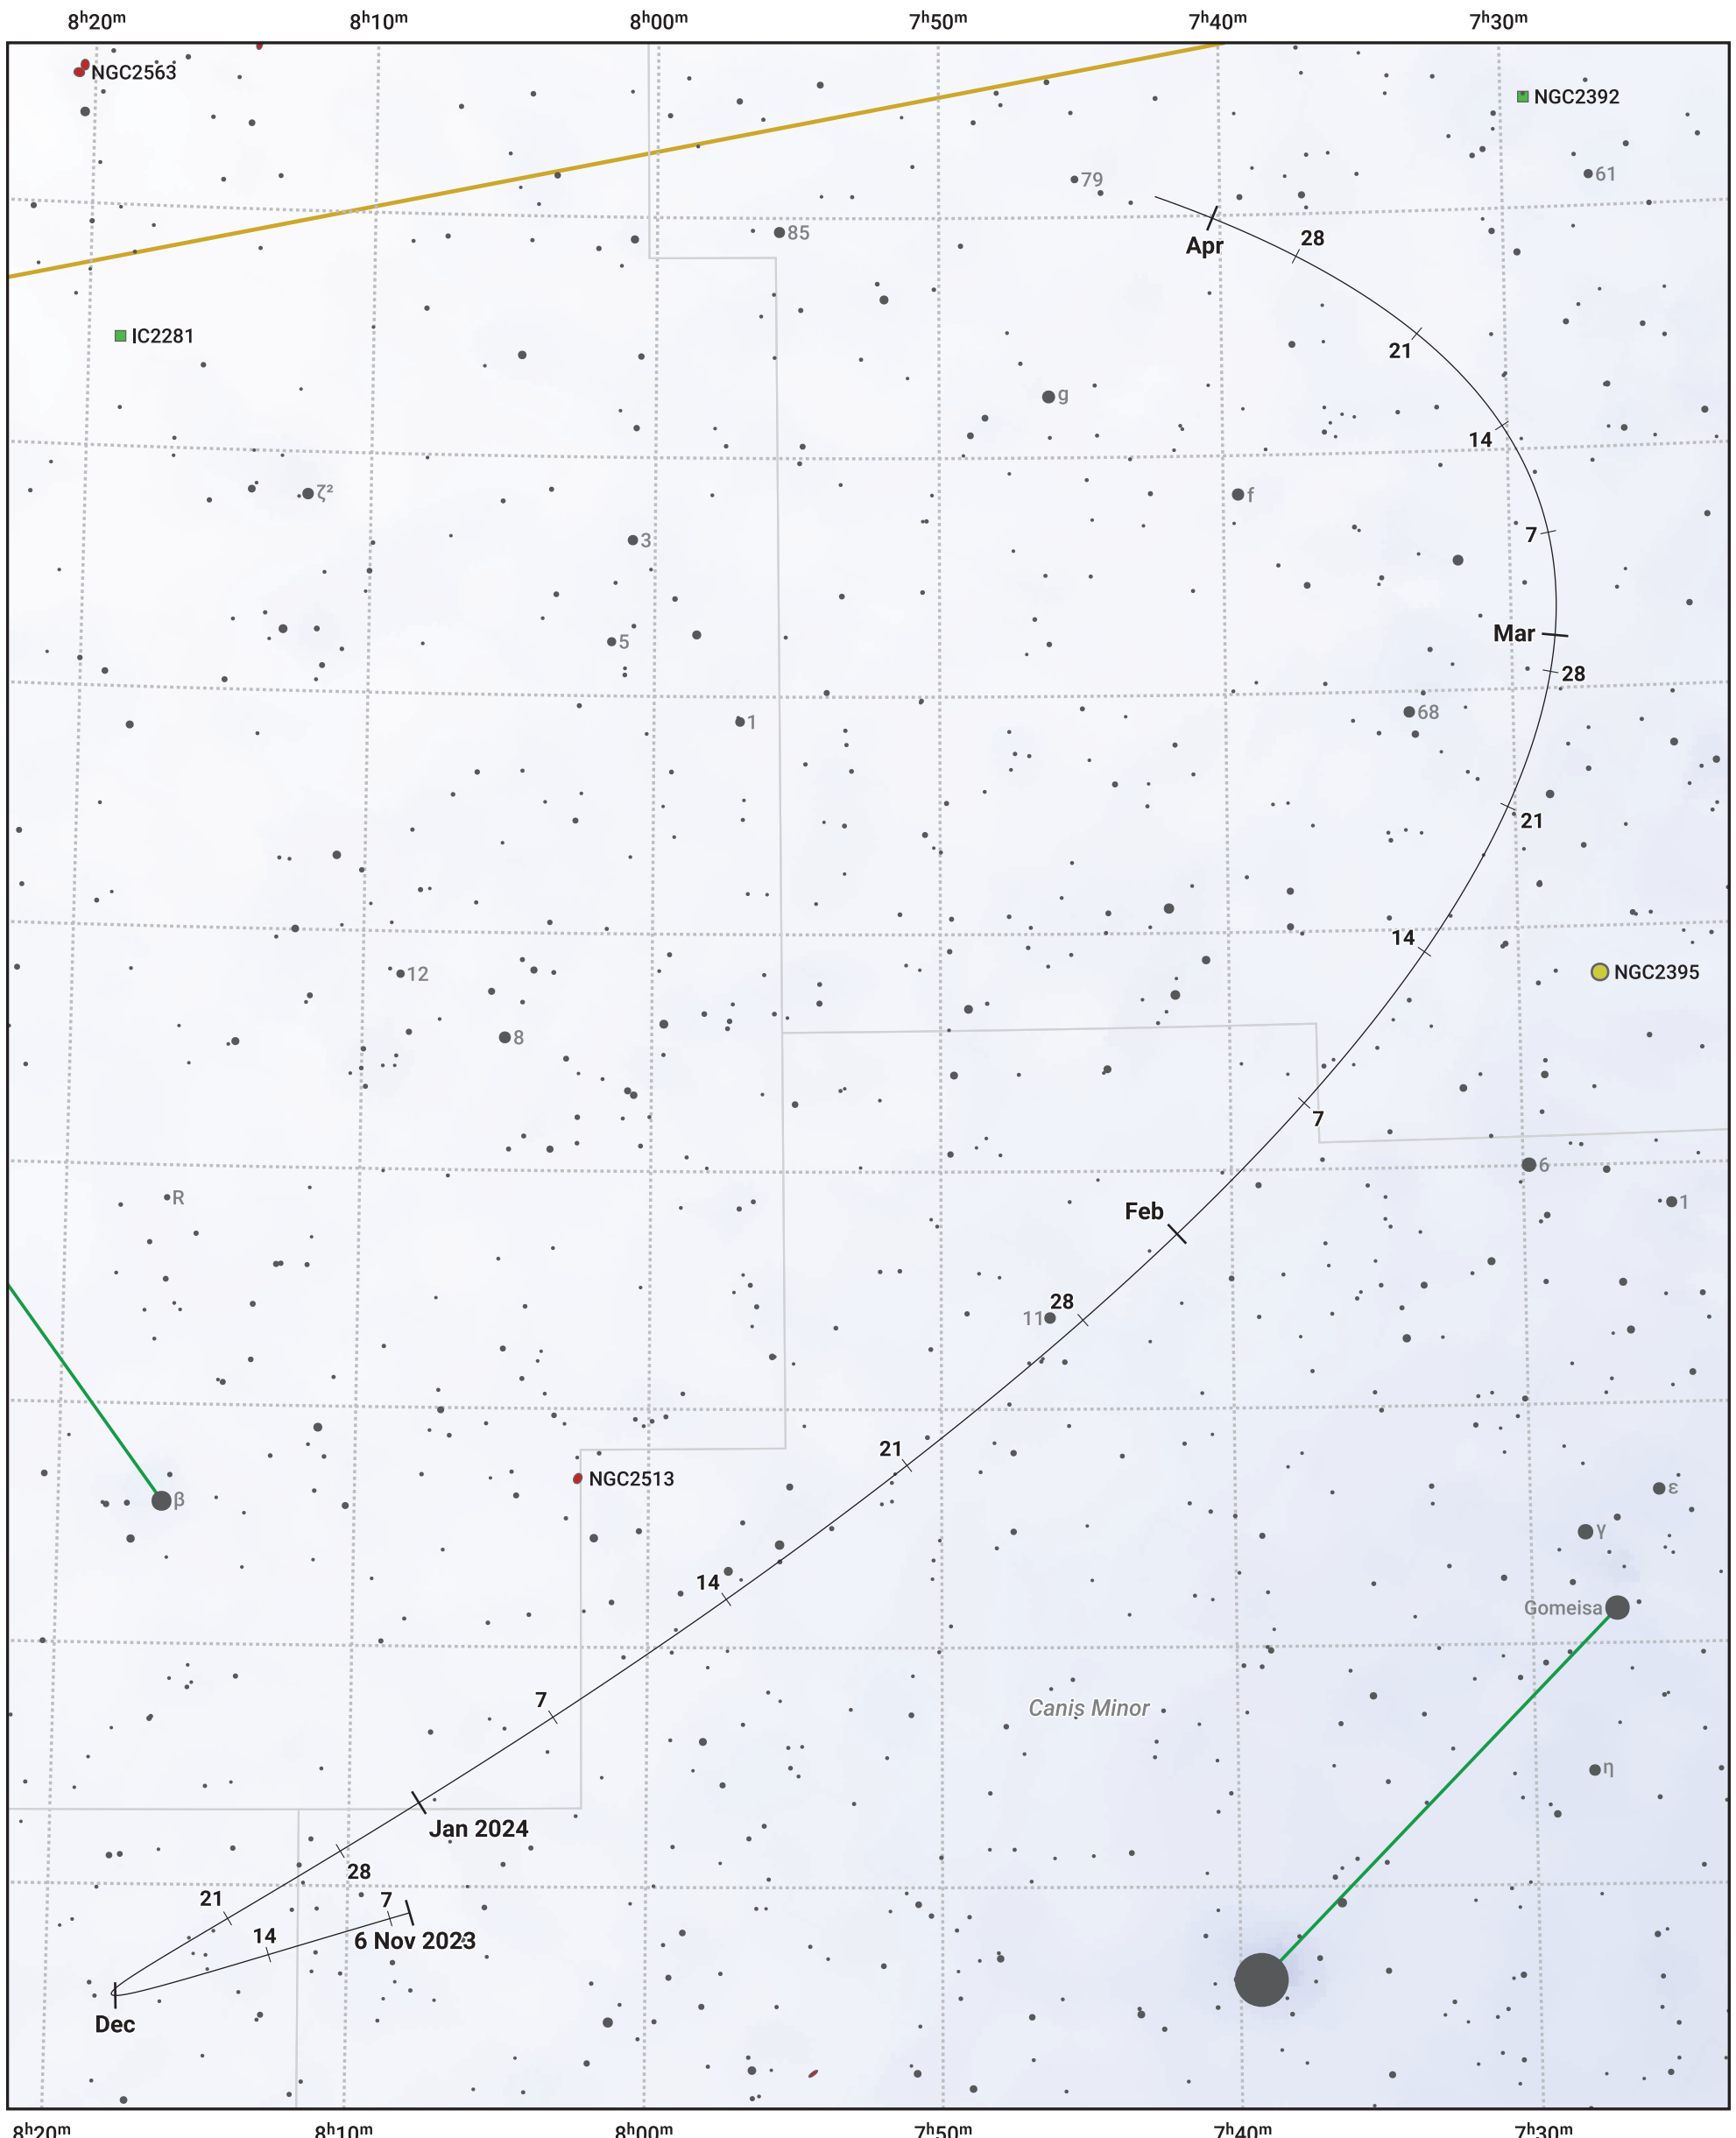 8ʰ20ᵐ 8ʰ10ᵐ 8ʰ00ᵐ 7ʰ50ᵐ 7ʰ40ᵐ 7ʰ30ᵐ
NGC2563
NGC2392
61
79
85
Apr
28
IC2281
21
g
14
ζ²
f
3
7
5
Mar
28
68
1
21
14
12
NGC2395
8
7
6
R
1
Feb
28
11
21
NGC2513
β
ε
γ
14
Gomeisa
7
Canis Minor
η
Jan 2024
28
21
7
14
6 Nov 2023
Dec
8ʰ20ᵐ 8ʰ10ᵐ 8ʰ00ᵐ 7ʰ50ᵐ 7ʰ40ᵐ 7ʰ30ᵐ